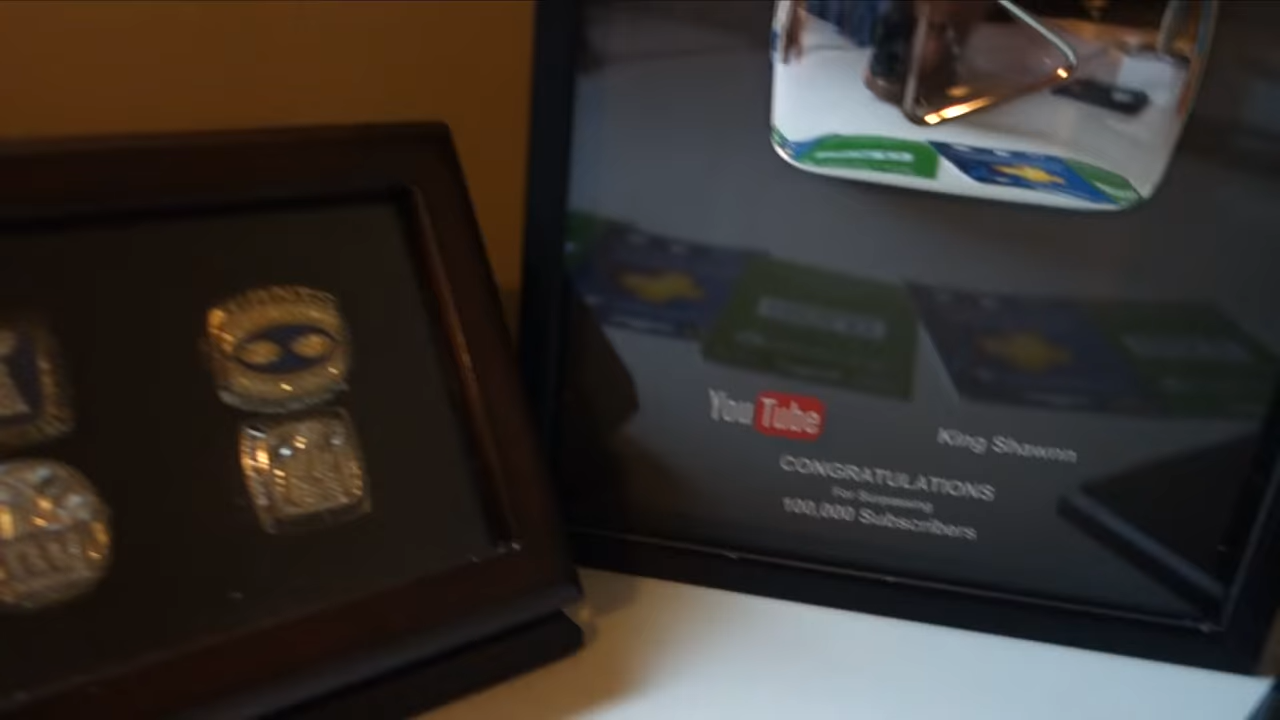 YouTube
King Shawnn
CONGRATULATIONS
For Surpassing
100,000 Subscribers